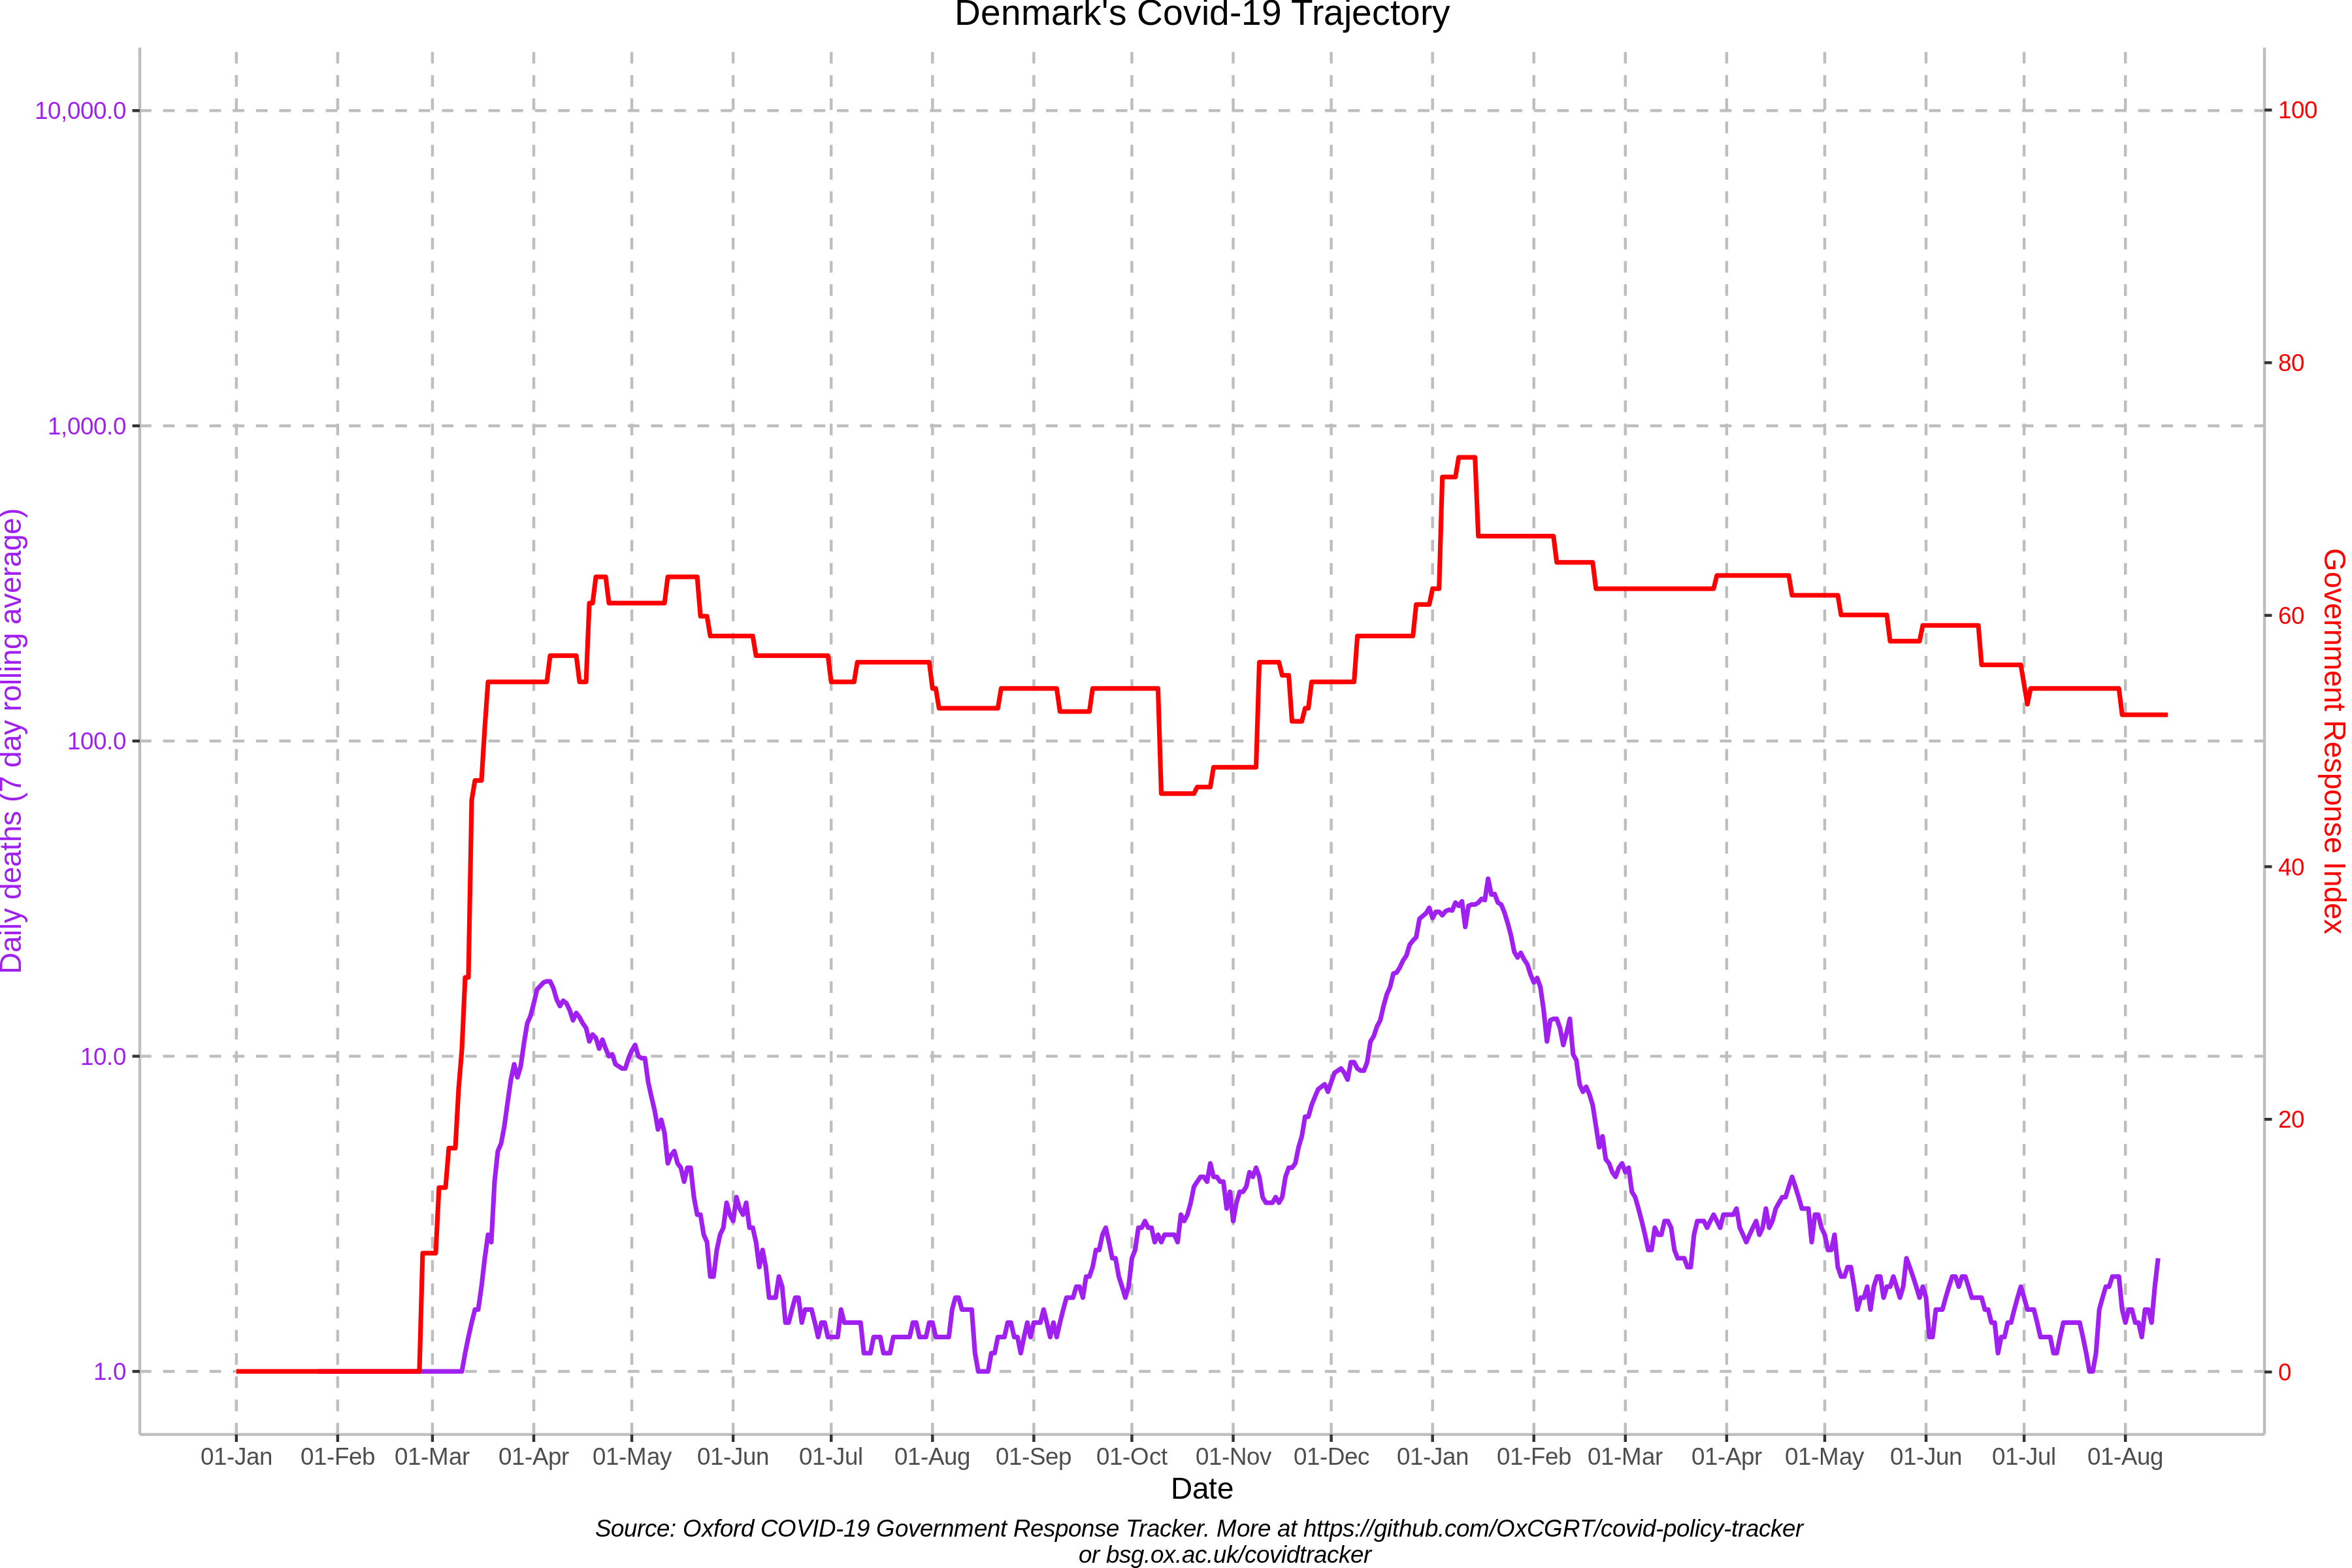 Denmark's Covid-19 Trajectory
10,000.0
1,000.0
100.0
10.0
1.0
Daily deaths (7 day rolling average)
100
80
60
40
20
0
Government Response Index
01-Jan 01-Feb 01-Mar 01-Apr 01-May 01-Jun 01-Jul 01-Aug 01-Sep 01-Oct 01-Nov 01-Dec 01-Jan 01-Feb 01-Mar 01-Apr 01-May 01-Jun 01-Jul 01-Aug
Date
Source: Oxford COVID-19 Government Response Tracker. More at https://github.com/OxCGRT/covid-policy-tracker
or bsg.ox.ac.uk/covidtracker